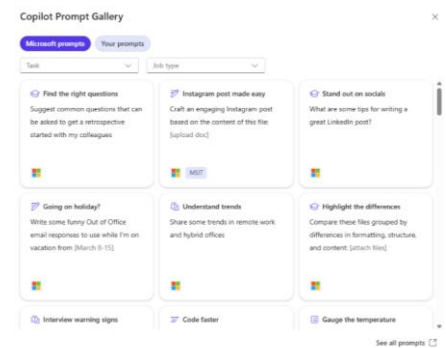 Copilot Prompt Gallery
Microsoft prompts
Your prompts
Task
Job type
Find the right questions
Suggest common questions that can
be asked to get a retrospective
started with my colleagues
Instagram post made easy
Craft an engaging Instagram post
based on the content of this file
[upload doc]
MSIT
Stand out on socials
What are some tips for writing a
great LinkedIn post?
Going on holiday?
Write some funny Out of Office
email responses to use while I'm on
vacation from [March 8-15]
Understand trends
Share some trends in remote work
and hybrid offices
Highlight the differences
Compare these files grouped by
differences in formatting, structure,
and content: [attach files]
Interview warning signs
Code faster
Gauge the temperature
See all prompts